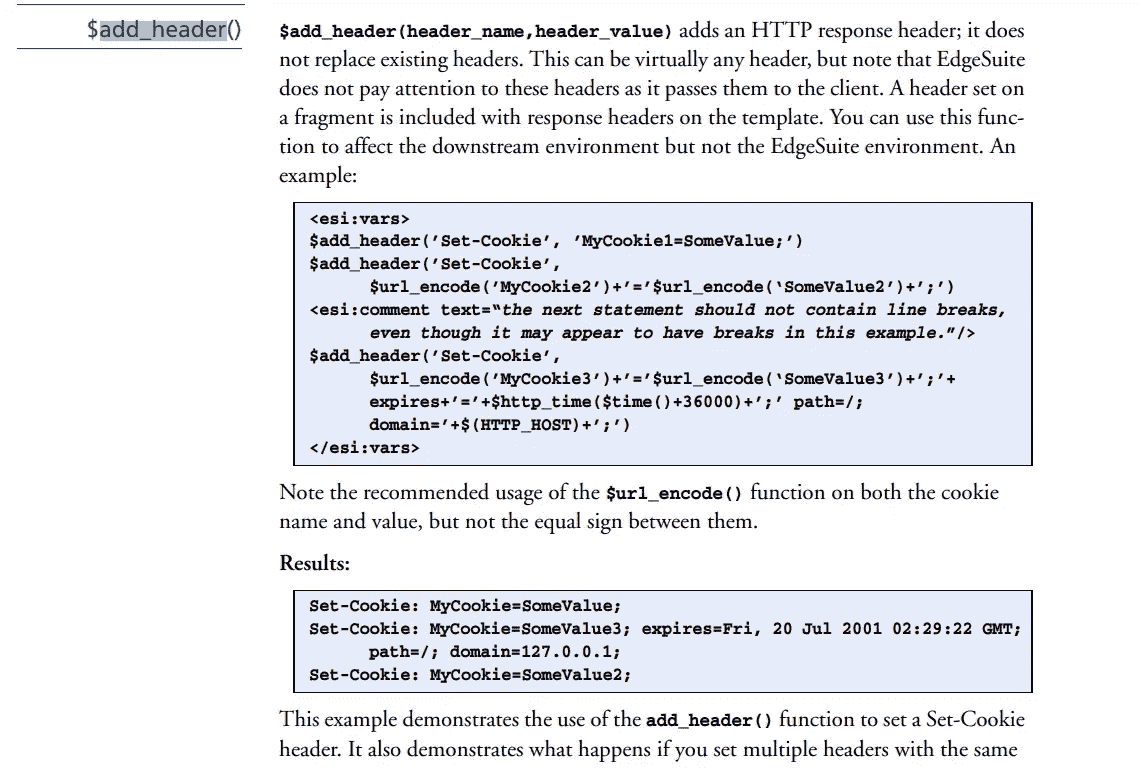 $add_header()
$add_header(header_name,header_value) adds an HTTP response header; it does
not replace existing headers. This can be virtually any header, but note that EdgeSuite
does not pay attention to these headers as it passes them to the client. A header set on
a fragment is included with response headers on the template. You can use this func-
tion to affect the downstream environment but not the EdgeSuite environment. An
example:
<esi:vars>
$add_header(’Set-Cookie’, ’MyCookie1=SomeValue;’)
$add_header(’Set-Cookie’,
$url_encode(’MyCookie2’)+’=’$url_encode(‘SomeValue2’)+’;’)
<esi:comment text=“the next statement should not contain line breaks,
even though it may appear to have breaks in this example.”/>
$add_header(’Set-Cookie’,
$url_encode(’MyCookie3’)+’=’$url_encode(‘SomeValue3’)+’;’+
expires+’=’+$http_time($time()+36000)+’;’ path=/;
domain=’+$(HTTP_HOST)+’;’)
</esi:vars>
Note the recommended usage of the $url_encode() function on both the cookie
name and value, but not the equal sign between them.
Results:
Set-Cookie: MyCookie=SomeValue;
Set-Cookie: MyCookie=SomeValue3; expires=Fri, 20 Jul 2001 02:29:22 GMT;
path=/; domain=127.0.0.1;
Set-Cookie: MyCookie=SomeValue2;
This example demonstrates the use of the add_header() function to set a Set-Cookie
header. It also demonstrates what happens if you set multiple headers with the same